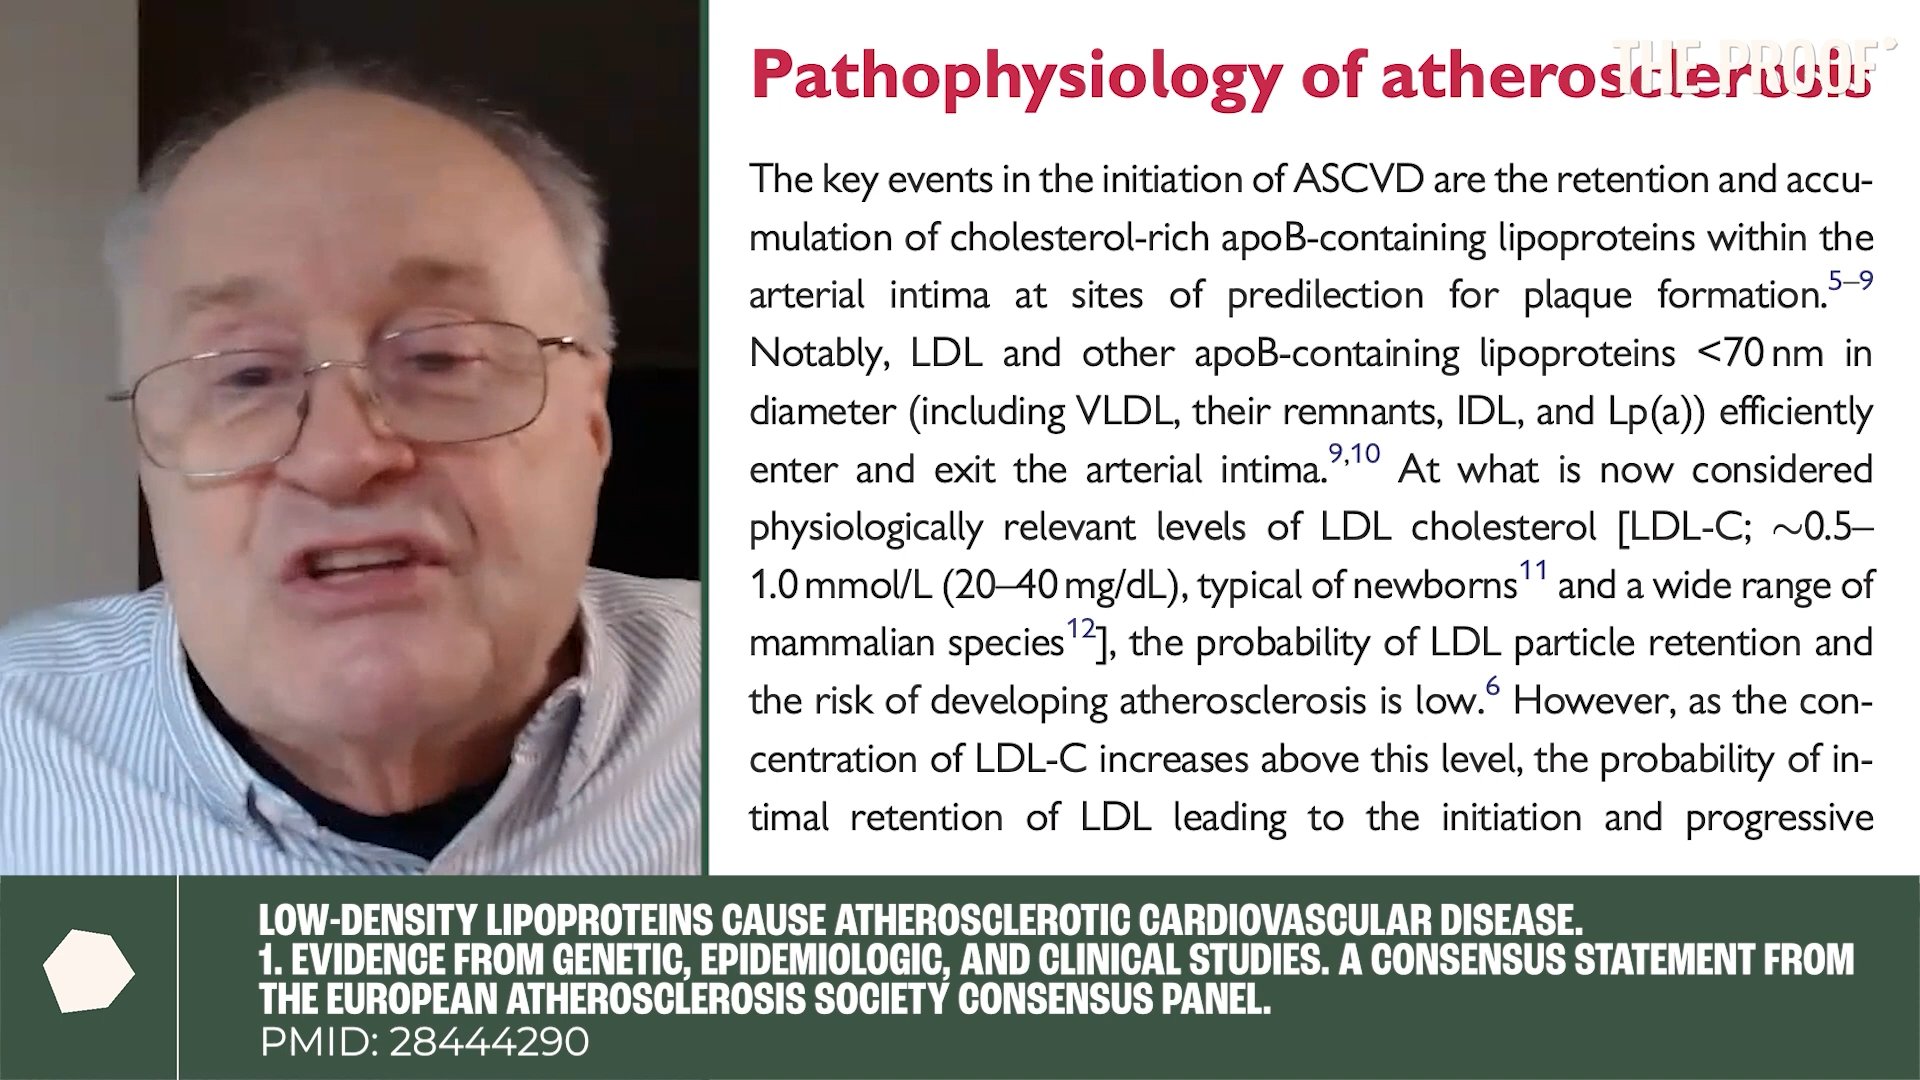 Pathophysiology of atherosclerosis
THE PROOF
The key events in the initiation of ASCVD are the retention and accu-
mulation of cholesterol-rich apoB-containing lipoproteins within the
arterial intima at sites of predilection for plaque formation.5–9
Notably, LDL and other apoB-containing lipoproteins <70 nm in
diameter (including VLDL, their remnants, IDL, and Lp(a)) efficiently
enter and exit the arterial intima.9,10 At what is now considered
physiologically relevant levels of LDL cholesterol [LDL-C; ~0.5–
1.0 mmol/L (20–40 mg/dL), typical of newborns11 and a wide range of
mammalian species12], the probability of LDL particle retention and
the risk of developing atherosclerosis is low.6 However, as the con-
centration of LDL-C increases above this level, the probability of in-
timal retention of LDL leading to the initiation and progressive
LOW-DENSITY LIPOPROTEINS CAUSE ATHEROSCLEROTIC CARDIOVASCULAR DISEASE.
1. EVIDENCE FROM GENETIC, EPIDEMIOLOGIC, AND CLINICAL STUDIES. A CONSENSUS STATEMENT FROM
THE EUROPEAN ATHEROSCLEROSIS SOCIETY CONSENSUS PANEL.
PMID: 28444290